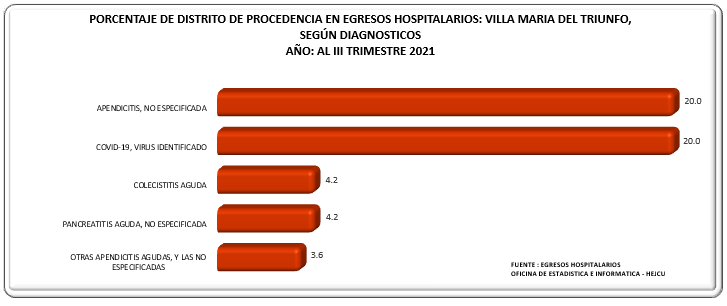 PORCENTAJE DE DISTRITO DE PROCEDENCIA EN EGRESOS HOSPITALARIOS: VILLA MARIA DEL TRIUNFO,
SEGÚN DIAGNOSTICOS
AÑO: AL III TRIMESTRE 2021
APENDICITIS, NO ESPECIFICADA
20.0
COVID-19, VIRUS IDENTIFICADO
20.0
COLECISTITIS AGUDA
4.2
PANCREATITIS AGUDA, NO ESPECIFICADA
4.2
OTRAS APENDICITIS AGUDAS, Y LAS NO
ESPECIFICADAS
3.6
FUENTE : EGRESOS HOSPITALARIOS
OFICINA DE ESTADISTICA E INFORMATICA - HEJCU